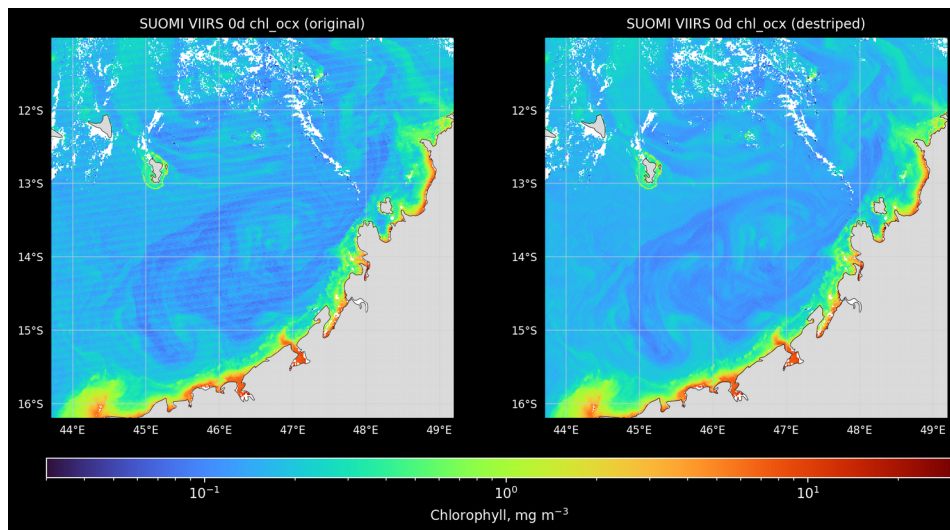 SUOMI VIIRS 0d chl_ocx (original)
SUOMI VIIRS 0d chl_ocx (destriped)
12°S
13°S
14°S
15°S
16°S
44°E 45°E 46°E 47°E 48°E 49°E
12°S
13°S
14°S
15°S
16°S
44°E 45°E 46°E 47°E 48°E 49°E
10⁻¹ 10⁰ 10¹
Chlorophyll, mg m⁻³